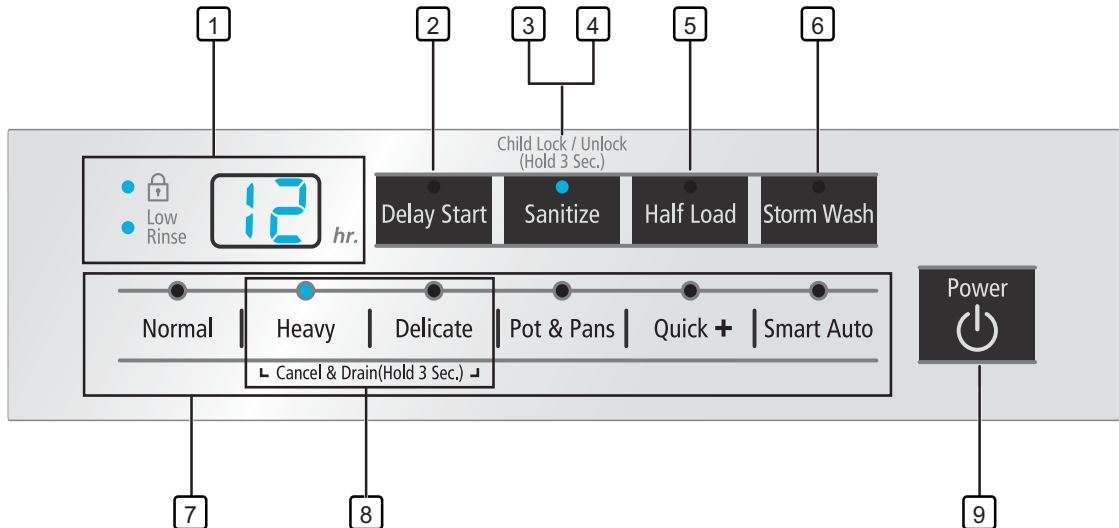 1
2
3
4
5
6
Child Lock / Unlock
(Hold 3 Sec.)
Low
Rinse
12
hr.
Delay Start
Sanitize
Half Load
Storm Wash
Normal
Heavy
Delicate
Pot & Pans
Quick +
Smart Auto
Cancel & Drain(Hold 3 Sec.)
Power
7
8
9